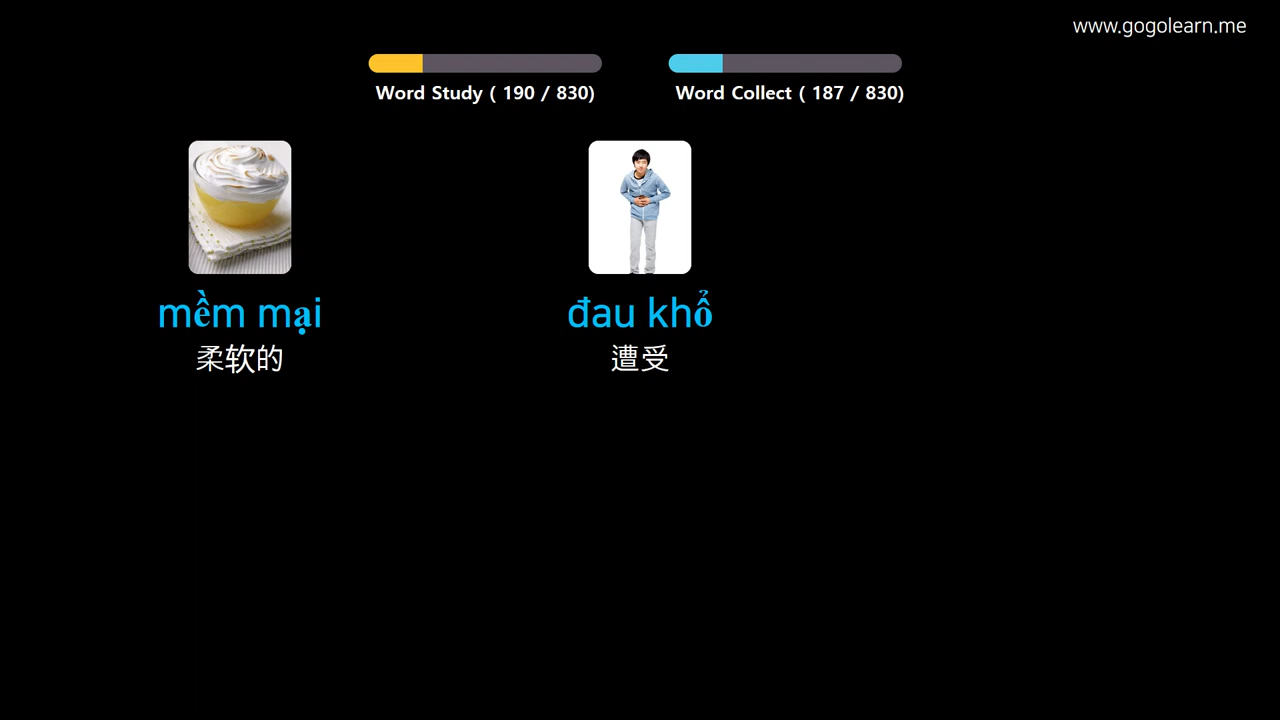 www.gogolearn.me
Word Study ( 190 / 830)
Word Collect ( 187 / 830)
mềm mại
柔软的
đau khổ
遭受